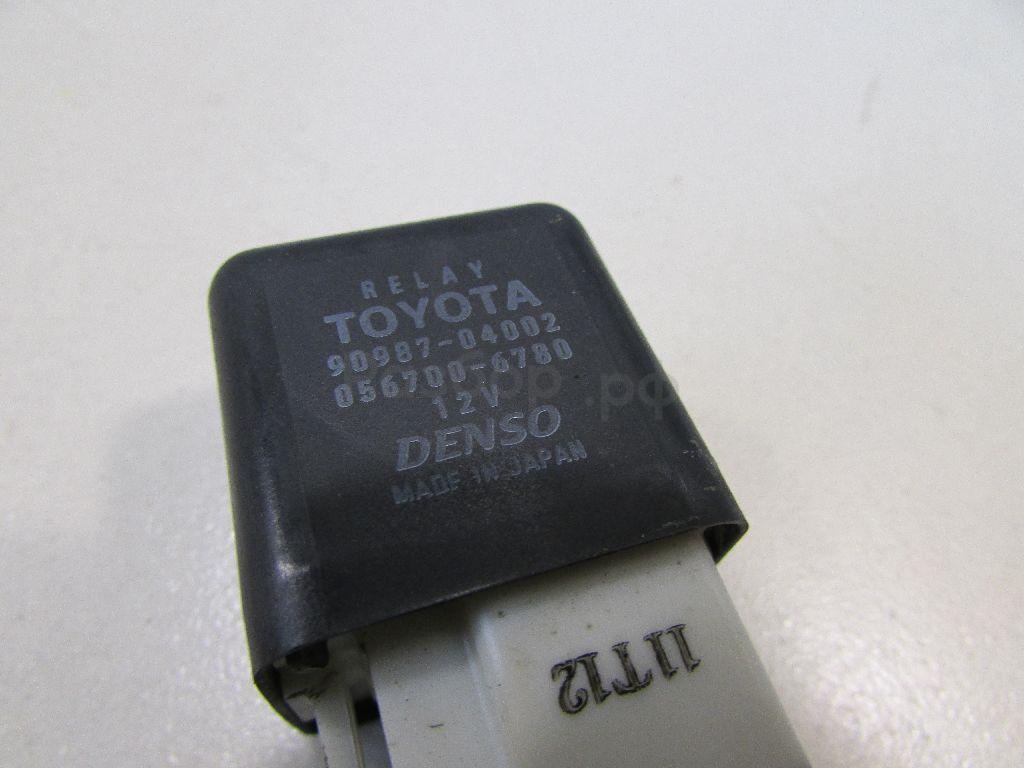 RELAY
TOYOTA
90987-04002
056700-6780
12V
DENSO
MADE IN JAPAN
11T12